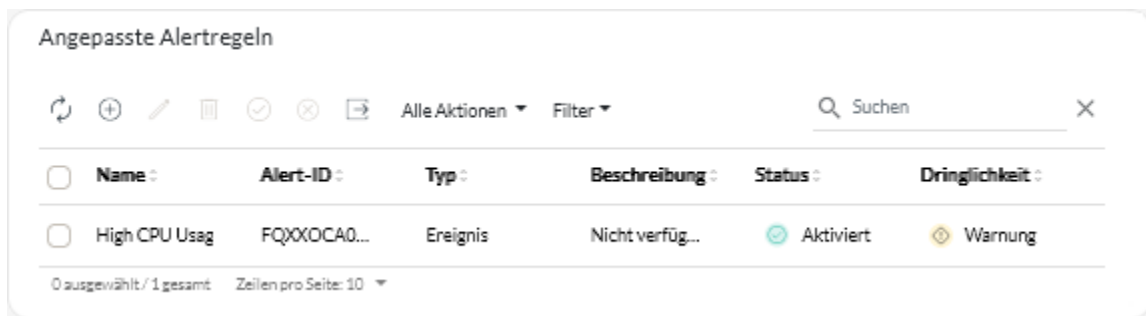 Angepasste Alertregeln
Alle Aktionen Filter Suchen
Name Alert-ID Typ Beschreibung Status Dringlichkeit
High CPU Usag FQXXOCA0... Ereignis Nicht verfüg... Aktiviert Warnung
0 ausgewählt / 1 gesamt Zeilen pro Seite: 10